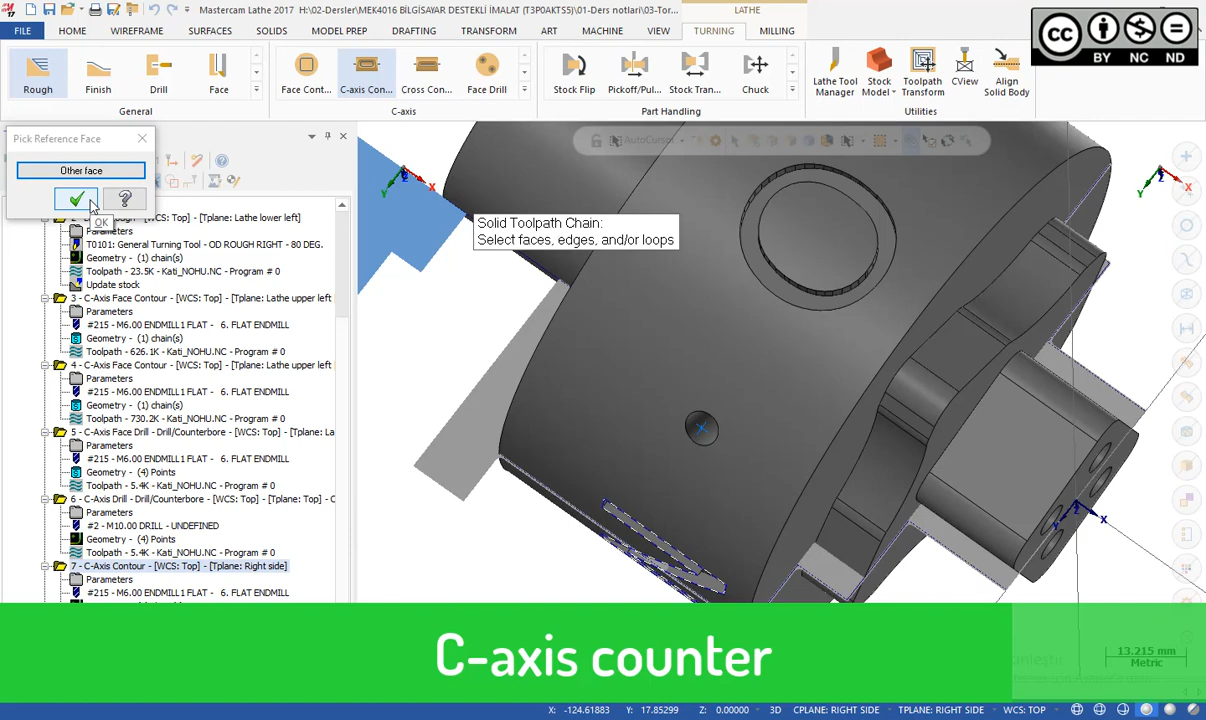 Mastercam Lathe 2017 H:\02-Dersler\MEK4016 BİLGİSAYAR DESTEKLİ İMALAT (T3P0AKTS5)\01-Ders notlari\03-Tor...
LATHE
FILE HOME WIREFRAME SURFACES SOLIDS MODEL PREP DRAFTING TRANSFORM ART MACHINE VIEW TURNING MILLING
CC BY NC ND
Rough Finish Drill Face
Face Cont... C-axis Con... Cross Con... Face Drill
Stock Flip Pickoff/Pul... Stock Tran... Chuck
Lathe Tool Manager
Stock Model
Toolpath Transform
CView
Align Solid Body
General C-axis Part Handling Utilities
Pick Reference Face
AutoCursor
Other face
OK
Solid Toolpath Chain:
Select faces, edges, and/or loops
[WCS: Top] - [Tplane: Lathe lower left]
Parameters
T0101: General Turning Tool - OD ROUGH RIGHT - 80 DEG.
Geometry - (1) chain(s)
Toolpath - 23.5K - Kati_NOHU.NC - Program # 0
Update stock
3 - C-Axis Face Contour - [WCS: Top] - [Tplane: Lathe upper left
Parameters
#215 - M6.00 ENDMILL1 FLAT - 6. FLAT ENDMILL
Geometry - (1) chain(s)
Toolpath - 626.1K - Kati_NOHU.NC - Program # 0
4 - C-Axis Face Contour - [WCS: Top] - [Tplane: Lathe upper left
Parameters
#215 - M6.00 ENDMILL1 FLAT - 6. FLAT ENDMILL
Geometry - (1) chain(s)
Toolpath - 730.2K - Kati_NOHU.NC - Program # 0
5 - C-Axis Face Drill - Drill/Counterbore - [WCS: Top] - [Tplane: La
Parameters
#215 - M6.00 ENDMILL1 FLAT - 6. FLAT ENDMILL
Geometry - (4) Points
Toolpath - 5.4K - Kati_NOHU.NC - Program # 0
6 - C-Axis Drill - Drill/Counterbore - [WCS: Top] - [Tplane: Top] - C
Parameters
#2 - M10.00 DRILL - UNDEFINED
Geometry - (4) Points
Toolpath - 5.4K - Kati_NOHU.NC - Program # 0
7 - C-Axis Contour - [WCS: Top] - [Tplane: Right side]
Parameters
#215 - M6.00 ENDMILL1 FLAT - 6. FLAT ENDMILL
Y X
Y X
Y Z X
C-axis counter
13.215 mm
Metric
X: -124.61883 Y: 17.85299 Z: 0.00000 3D CPLANE: RIGHT SIDE TPLANE: RIGHT SIDE WCS: TOP